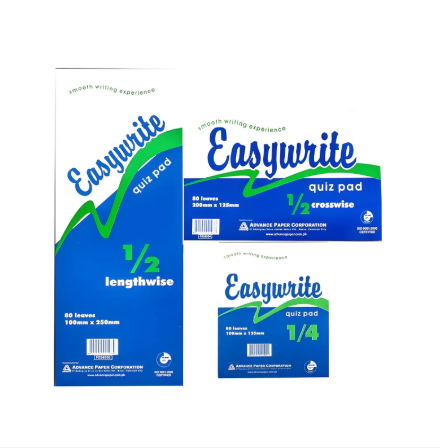 smooth writing experience
Easywrite
quiz pad
1/2
lengthwise
80 leaves
100mm x 250mm
ADVANCE PAPER CORPORATION
smooth writing experience
Easywrite
quiz pad
1/2 crosswise
80 leaves
200mm x 125mm
ADVANCE PAPER CORPORATION
smooth writing experience
Easywrite
quiz pad
1/4
80 leaves
100mm x 125mm
ADVANCE PAPER CORPORATION